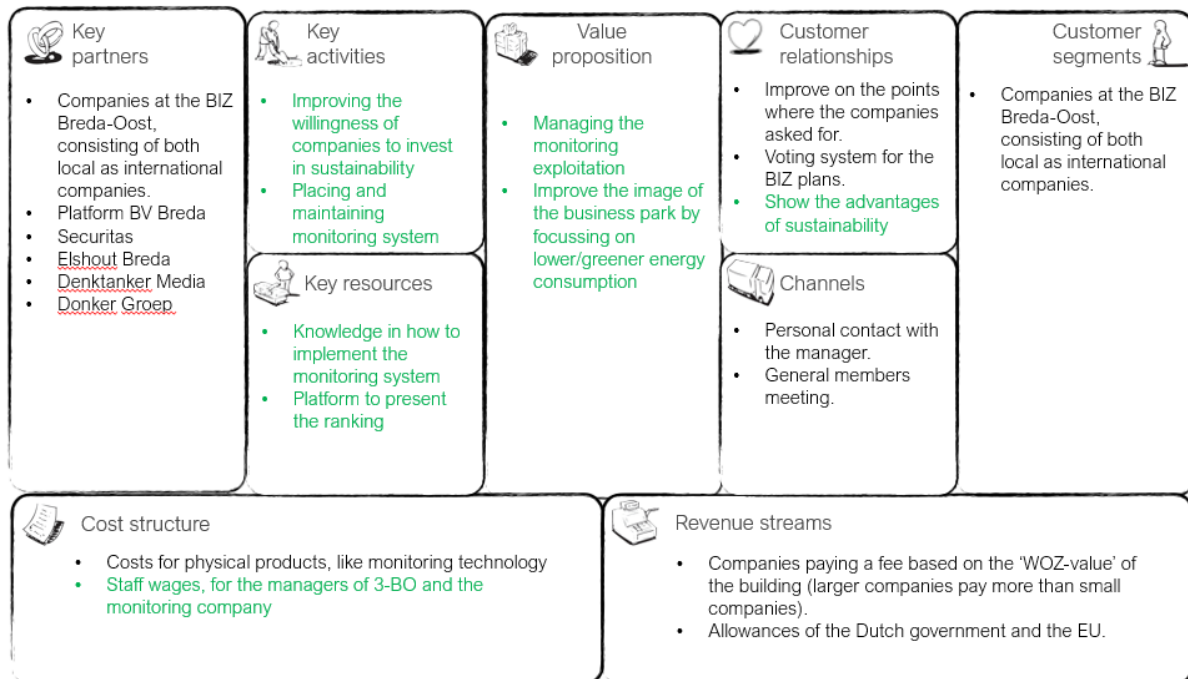 Key
partners
• Companies at the BIZ
Breda-Oost,
consisting of both
local as international
companies.
• Platform BV Breda
• Securitas
• Elshout Breda
• Denktanker Media
• Donker Groep
Key
activities
• Improving the
willingness of
companies to invest
in sustainability
• Placing and
maintaining
monitoring system
Key resources
• Knowledge in how to
implement the
monitoring system
• Platform to present
the ranking
Value
proposition
• Managing the
monitoring
exploitation
• Improve the image of
the business park by
focussing on
lower/greener energy
consumption
Customer
relationships
• Improve on the points
where the companies
asked for.
• Voting system for the
BIZ plans.
• Show the advantages
of sustainability
Channels
• Personal contact with
the manager.
• General members
meeting.
Customer
segments
• Companies at the BIZ
Breda-Oost,
consisting of both
local as international
companies.
Cost structure
• Costs for physical products, like monitoring technology
• Staff wages, for the managers of 3-BO and the
monitoring company
Revenue streams
• Companies paying a fee based on the ‘WOZ-value’ of
the building (larger companies pay more than small
companies).
• Allowances of the Dutch government and the EU.